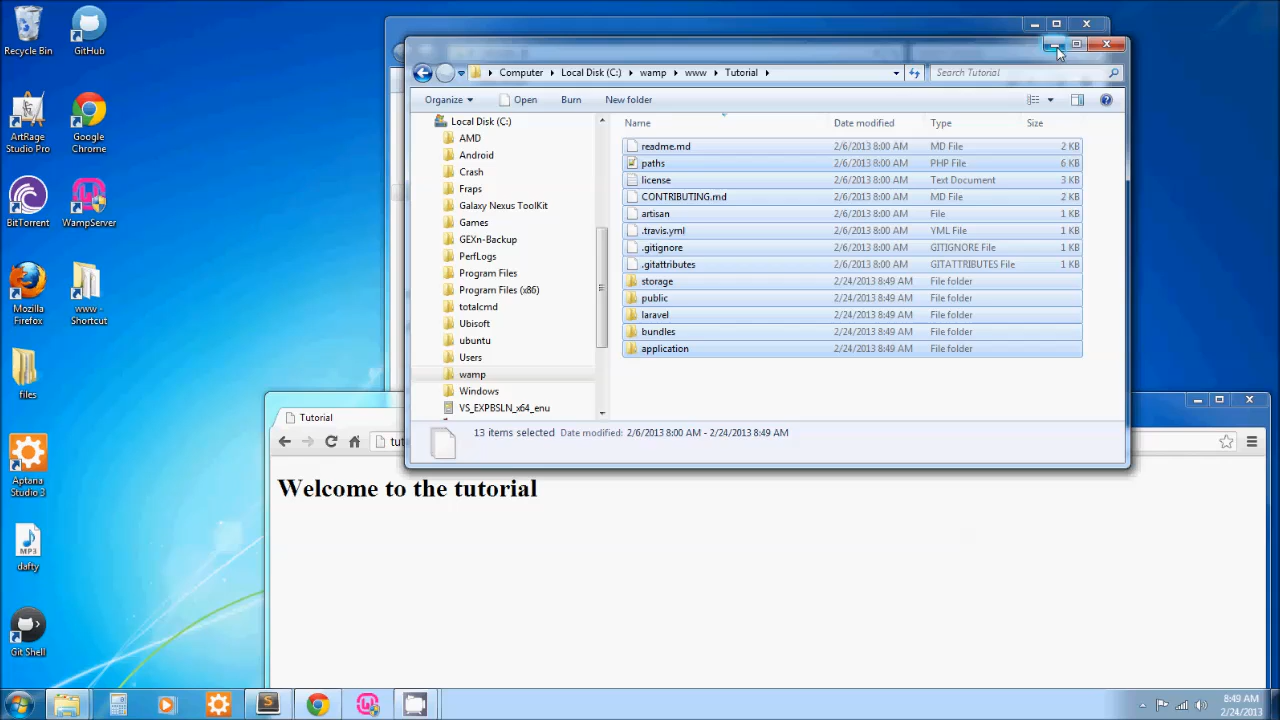 Recycle Bin
GitHub
ArtRage Studio Pro
Google Chrome
BitTorrent
WampServer
Mozilla Firefox
www - Shortcut
files
Aptana Studio 3
MP3
dafty
Git Shell
Computer Local Disk (C:) wamp www Tutorial
Search Tutorial
Organize Open Burn New folder
Local Disk (C:)
AMD
Android
Crash
Fraps
Galaxy Nexus ToolKit
Games
GEXn-Backup
PerfLogs
Program Files
Program Files (x86)
totalcmd
Ubisoft
ubuntu
Users
wamp
Windows
VS_EXPBSLN_x64_enu
Name Date modified Type Size
readme.md 2/6/2013 8:00 AM MD File 2 KB
paths 2/6/2013 8:00 AM PHP File 6 KB
license 2/6/2013 8:00 AM Text Document 3 KB
CONTRIBUTING.md 2/6/2013 8:00 AM MD File 2 KB
artisan 2/6/2013 8:00 AM File 1 KB
.travis.yml 2/6/2013 8:00 AM YML File 1 KB
.gitignore 2/6/2013 8:00 AM GITIGNORE File 1 KB
.gitattributes 2/6/2013 8:00 AM GITATTRIBUTES File 1 KB
storage 2/24/2013 8:49 AM File folder
public 2/24/2013 8:49 AM File folder
laravel 2/24/2013 8:49 AM File folder
bundles 2/24/2013 8:49 AM File folder
application 2/24/2013 8:49 AM File folder
13 items selected Date modified: 2/6/2013 8:00 AM - 2/24/2013 8:49 AM
Tutorial
tut
Welcome to the tutorial
8:49 AM
2/24/2013